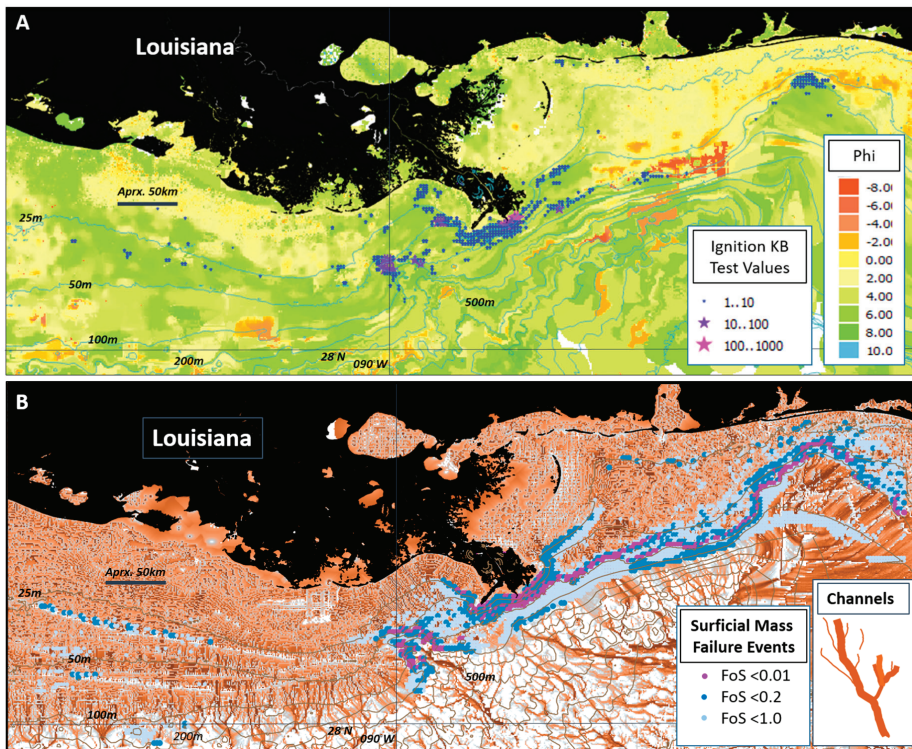 A
Louisiana
Aprx. 50km
25m
50m
100m
200m
28 N
090 W
500m
Ignition KB
Test Values
1..10
10..100
100..1000
Phi
-8.00
-6.00
-4.00
-2.00
0.00
2.00
4.00
6.00
8.00
10.0
B
Louisiana
Aprx. 50km
25m
50m
100m
200m
28 N
090 W
500m
Surficial Mass
Failure Events
FoS <0.01
FoS <0.2
FoS <1.0
Channels